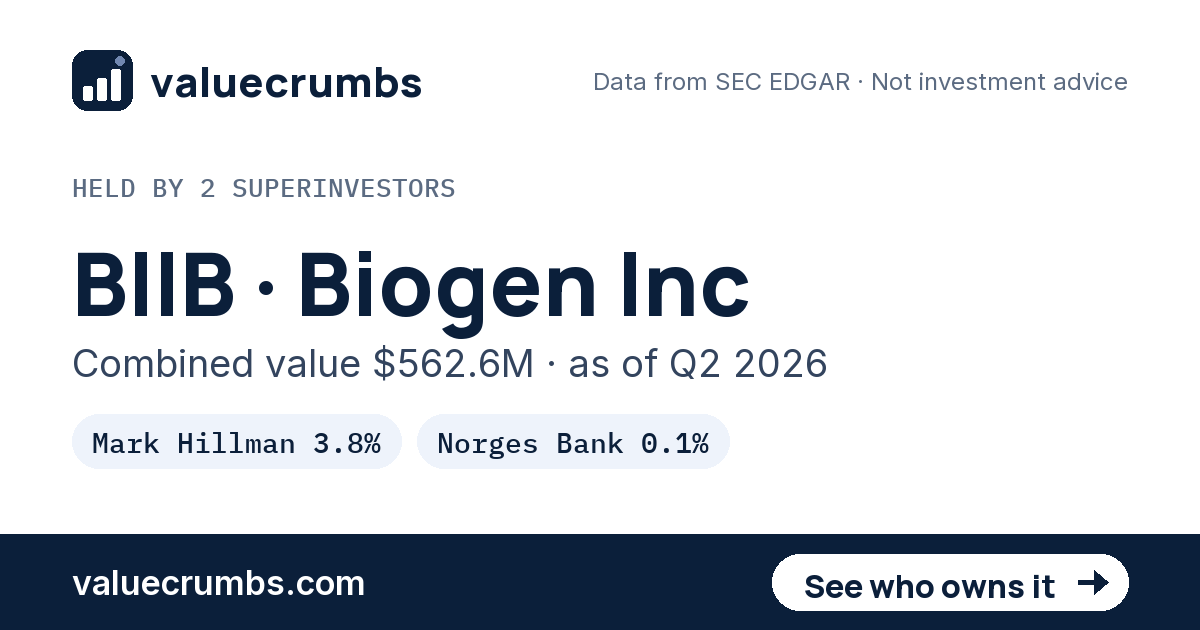 valuecrumbs
Data from SEC EDGAR · Not investment advice
HELD BY 2 SUPERINVESTORS
BIIB · Biogen Inc
Combined value $562.6M · as of Q2 2026
Mark Hillman 3.8%
Norges Bank 0.1%
valuecrumbs.com
See who owns it →